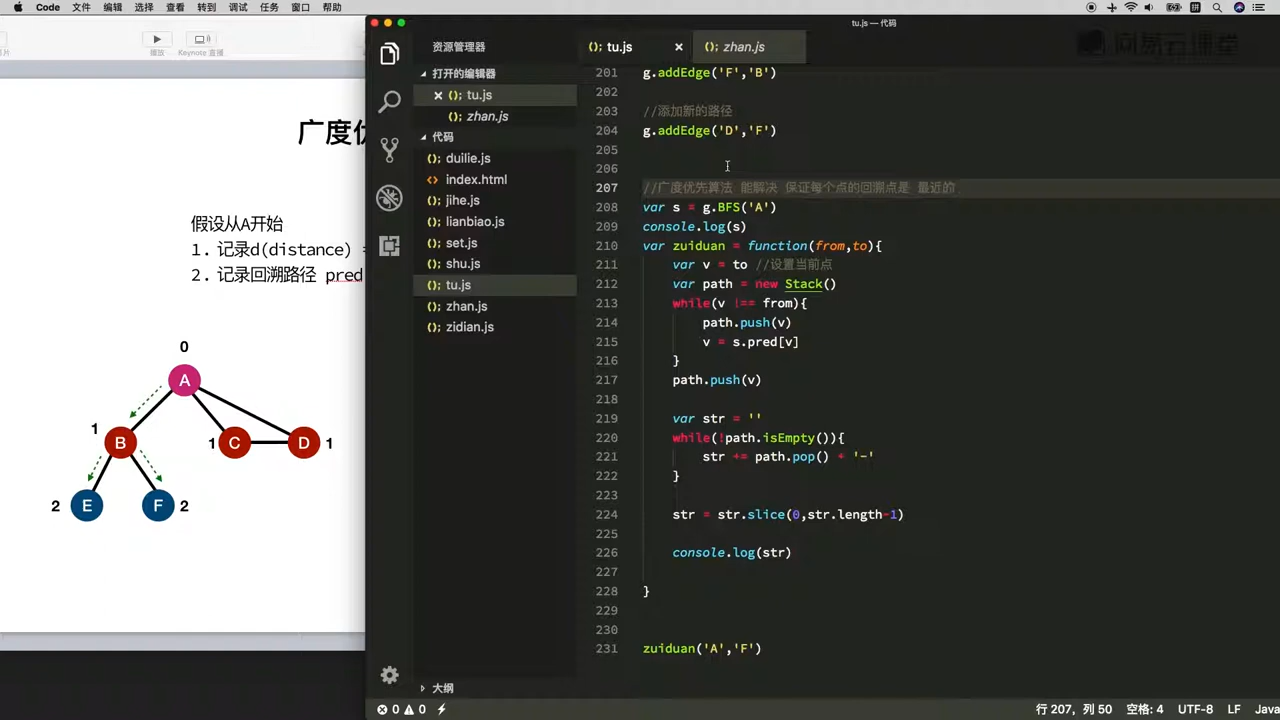 Code 文件 编辑 选择 查看 转到 调试 任务 窗口 帮助
tu.js — 代码
网易云课堂
播放 Keynote 直播
资源管理器
打开的编辑器
tu.js
zhan.js
代码
duilie.js
index.html
jihe.js
lianbiao.js
set.js
shu.js
tu.js
zhan.js
zidian.js
大纲
tu.js zhan.js
201 g.addEdge('F','B')
202
203 //添加新的路径
204 g.addEdge('D','F')
205
206
207 //广度优先算法 能解决 保证每个点的回溯点是 最近的
208 var s = g.BFS('A')
209 console.log(s)
210 var zuiduan = function(from,to){
211 var v = to //设置当前点
212 var path = new Stack()
213 while(v !== from){
214 path.push(v)
215 v = s.pred[v]
216 }
217 path.push(v)
218
219 var str = ''
220 while(!path.isEmpty()){
221 str += path.pop() + '-'
222 }
223
224 str = str.slice(0,str.length-1)
225
226 console.log(str)
227
228 }
229
230
231 zuiduan('A','F')
广度优
假设从A开始
1. 记录d(distance)
2. 记录回溯路径 pred
0
A
1 B 1 C D 1
2 E F 2
0 0 行 207, 列 50 空格: 4 UTF-8 LF Java